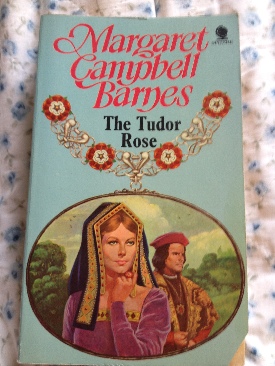 Margaret
Campbell
Barnes
The Tudor
Rose